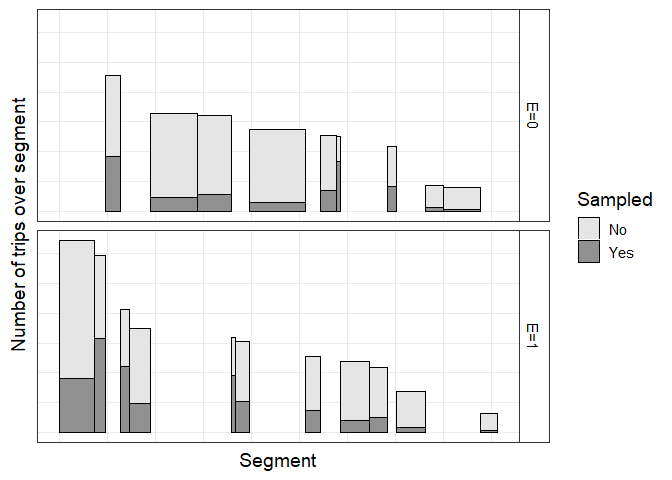 Number of trips over segment
E=0
E=1
Segment
Sampled
No
Yes